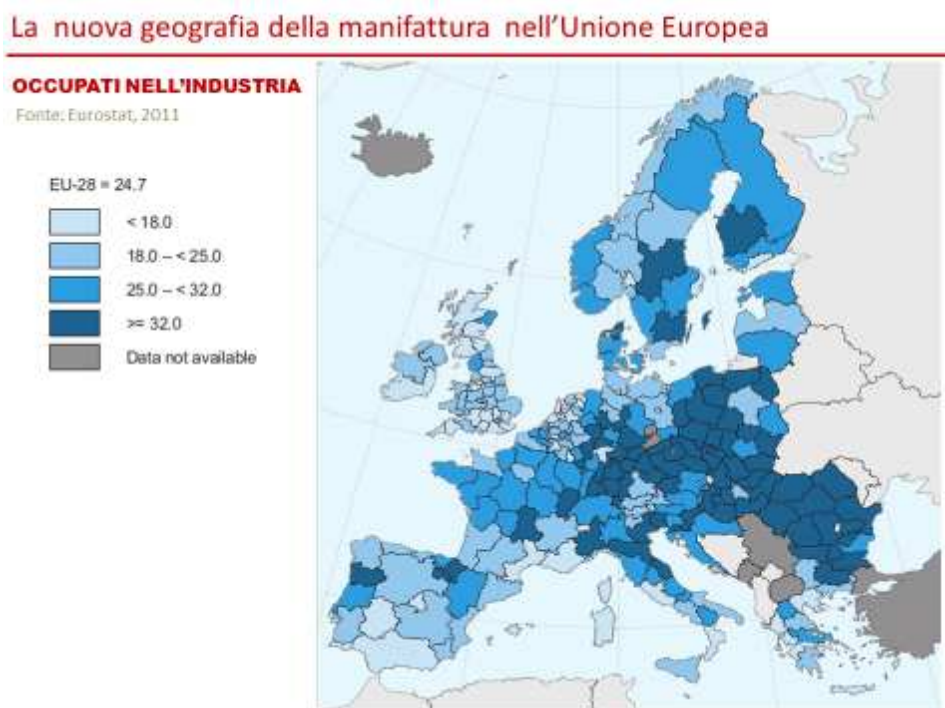 La nuova geografia della manifattura nell'Unione Europea
OCCUPATI NELL'INDUSTRIA
Fonte: Eurostat, 2011
EU-28 = 24.7
< 18.0
18.0 – < 25.0
25.0 – < 32.0
>= 32.0
Data not available